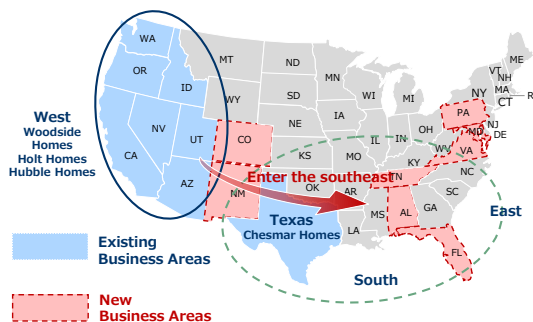 WA
OR
ID
MT
WY
NV
UT
CA
AZ
CO
NM
ND
SD
NE
KS
OK
MN
IA
MO
AR
LA
WI
IL
MS
MI
IN
OH
KY
TN
AL
GA
FL
SC
NC
WV
VA
PA
MD
DE
NJ
NY
VT
NH
ME
MA
CT
R
West
Woodside
Homes
Holt Homes
Hubble Homes
Enter the southeast
Texas
Chesmar Homes
East
South
Existing
Business Areas
New
Business Areas